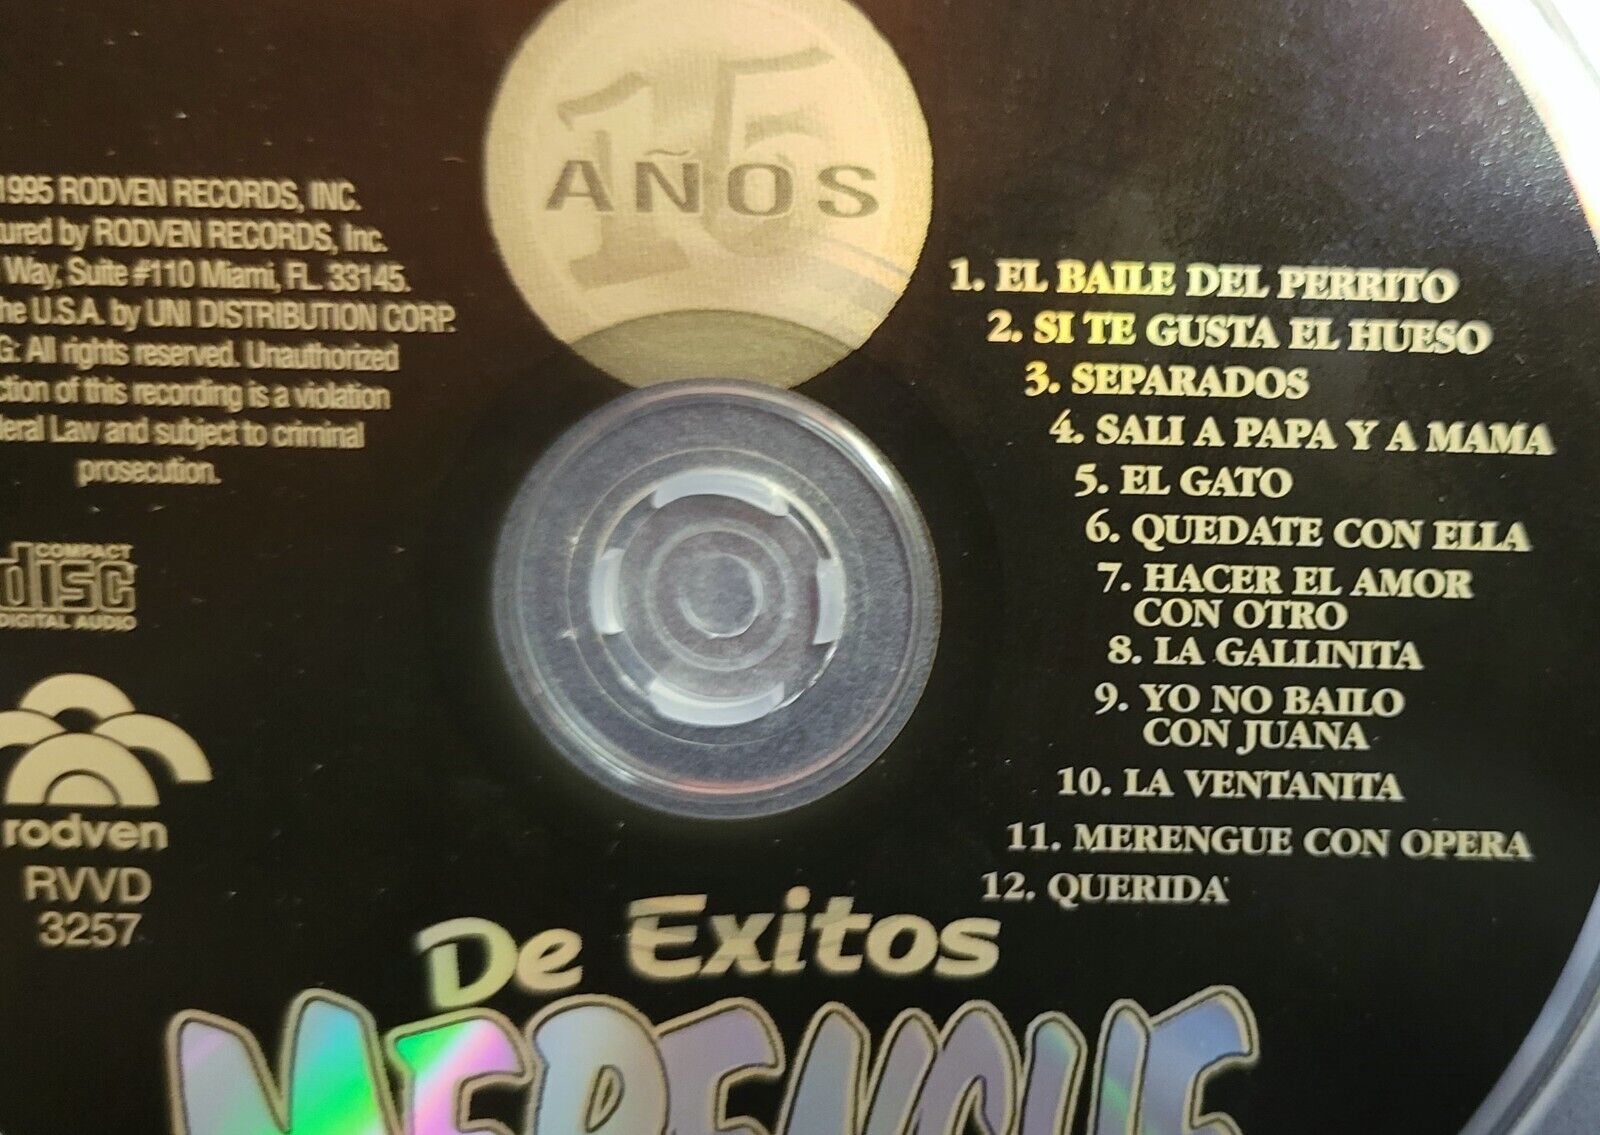 15
AÑOS
1995 RODVEN RECORDS, INC.
tured by RODVEN RECORDS, Inc.
Way, Suite #110 Miami, FL. 33145.
the U.S.A. by UNI DISTRIBUTION CORP.
G: All rights reserved. Unauthorized
ction of this recording is a violation
deral Law and subject to criminal
prosecution.
COMPACT
disc
DIGITAL AUDIO
rodven
RVVD
3257
1. EL BAILE DEL PERRITO
2. SI TE GUSTA EL HUESO
3. SEPARADOS
4. SALI A PAPA Y A MAMA
5. EL GATO
6. QUEDATE CON ELLA
7. HACER EL AMOR
CON OTRO
8. LA GALLINITA
9. YO NO BAILO
CON JUANA
10. LA VENTANITA
11. MERENGUE CON OPERA
12. QUERIDA
De Exitos
MERENGUE